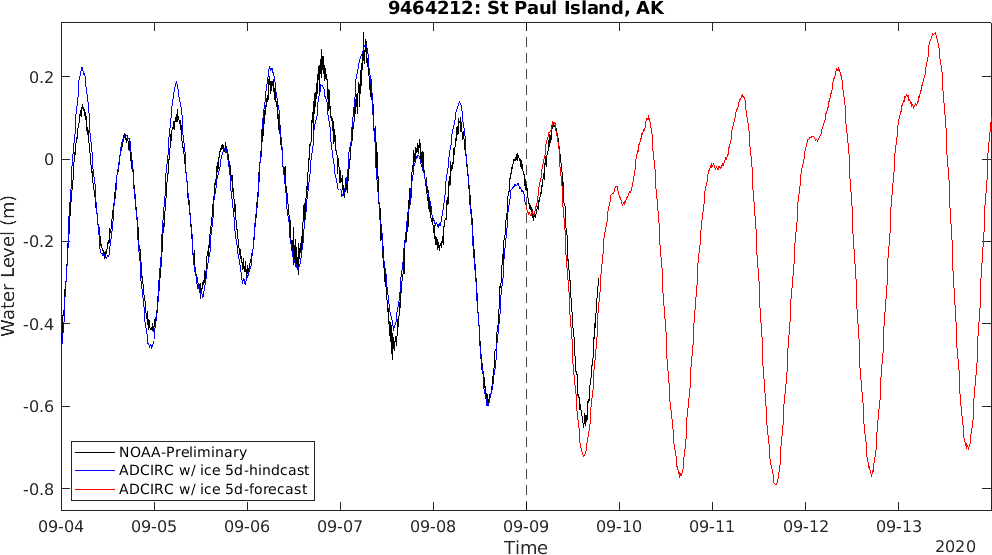 9464212: St Paul Island, AK
Water Level (m)
0.2
0
-0.2
-0.4
-0.6
-0.8
NOAA-Preliminary
ADCIRC w/ ice 5d-hindcast
ADCIRC w/ ice 5d-forecast
09-04 09-05 09-06 09-07 09-08 09-09 09-10 09-11 09-12 09-13
Time
2020